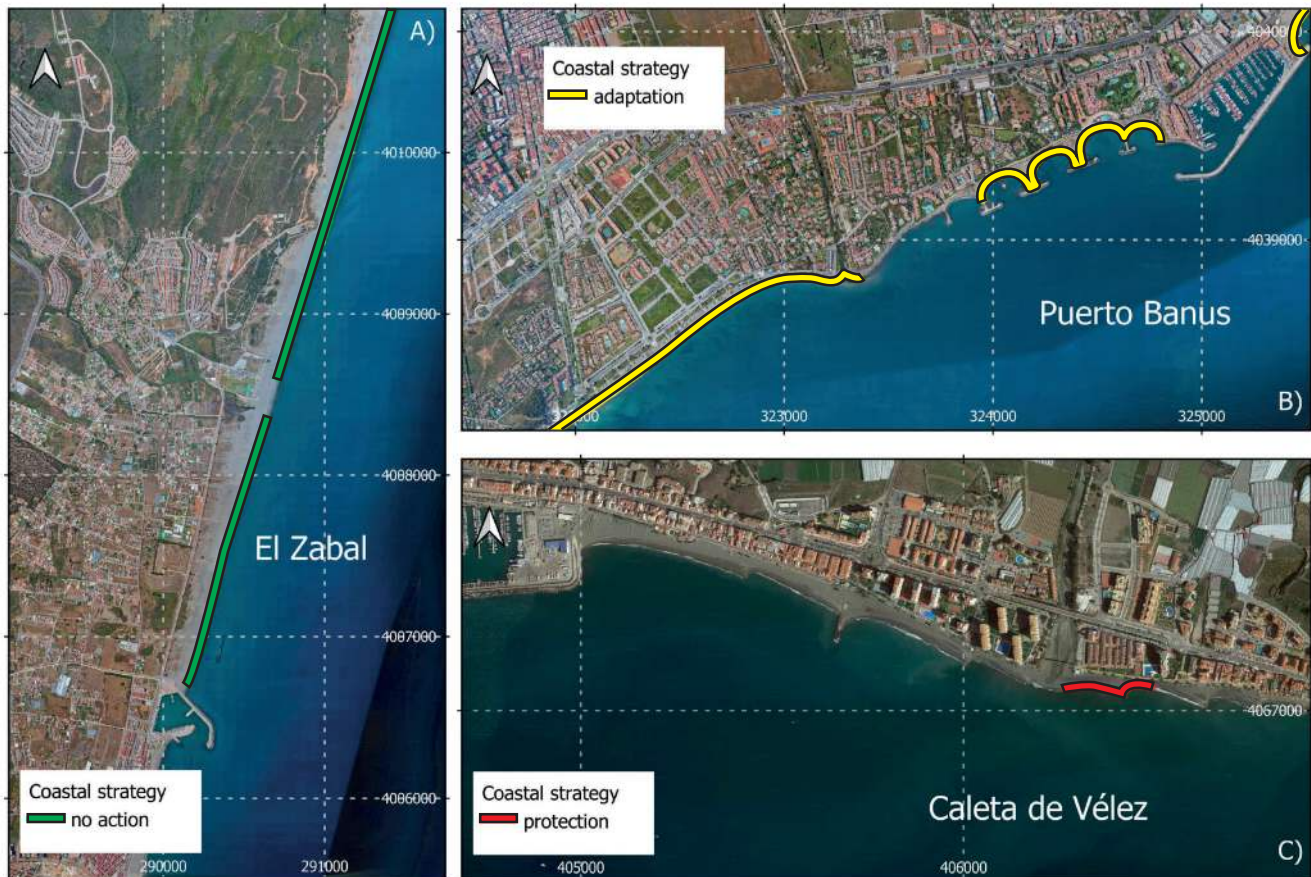 A)
4010000
4009000
4008000
El Zabal
4007000
Coastal strategy
no action
4006000
290000
291000
Coastal strategy
adaptation
4040000
4039000
Puerto Banus
323000
324000
325000
B)
4067000
Coastal strategy
protection
Caleta de Vélez
C)
405000
406000